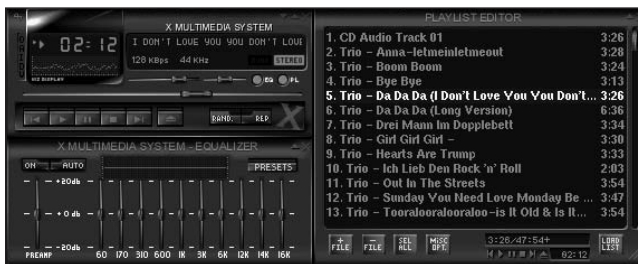 X MULTIMEDIA SYSTEM
02:12
I DON'T LOVE YOU YOU DON'T LOVE
128 KBps 44 KHz
STEREO
VIZ DISPLAY
EQ PL
RAND. REP
X MULTIMEDIA SYSTEM - EQUALIZER
ON AUTO
PRESETS
+20db
+0db
-20db
PREAMP 60 170 310 600 1K 3K 6K 12K 14K 16K
PLAYLIST EDITOR
1. CD Audio Track 01 3:26
2. Trio - Anna-letmeinletmeout 3:28
3. Trio - Boom Boom 3:24
4. Trio - Bye Bye 3:13
5. Trio - Da Da Da (I Don't Love You You Don't... 3:26
6. Trio - Da Da Da (Long Version) 6:36
7. Trio - Drei Mann Im Dopplebett 3:34
8. Trio - Girl Girl Girl - 3:30
9. Trio - Hearts Are Trump 3:33
10. Trio - Ich Lieb Den Rock 'n' Roll 2:03
11. Trio - Out In The Streets 3:54
12. Trio - Sunday You Need Love Monday Be ... 3:47
13. Trio - Tooralooralooraloo-is It Old & Is It... 3:54
+ FILE
- FILE
SEL ALL
MISC OPT.
3:26/47:54+
02:12
LOAD LIST